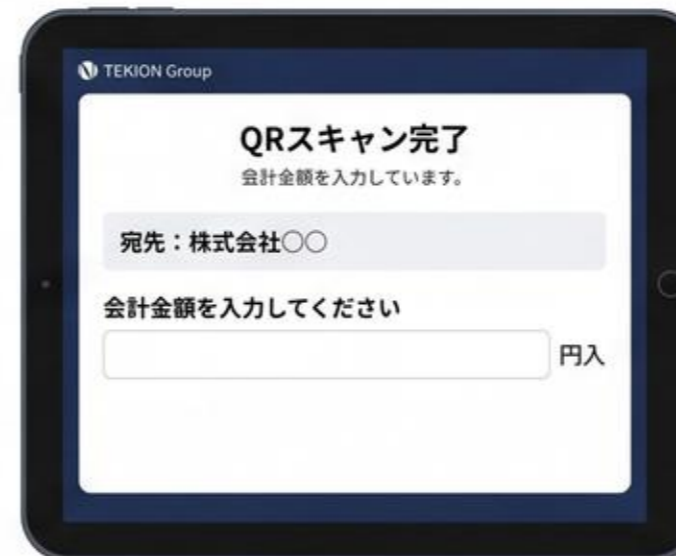 TEKION Group
QRスキャン完了
会計金額を入力しています。
宛先：株式会社○○
会計金額を入力してください
円入